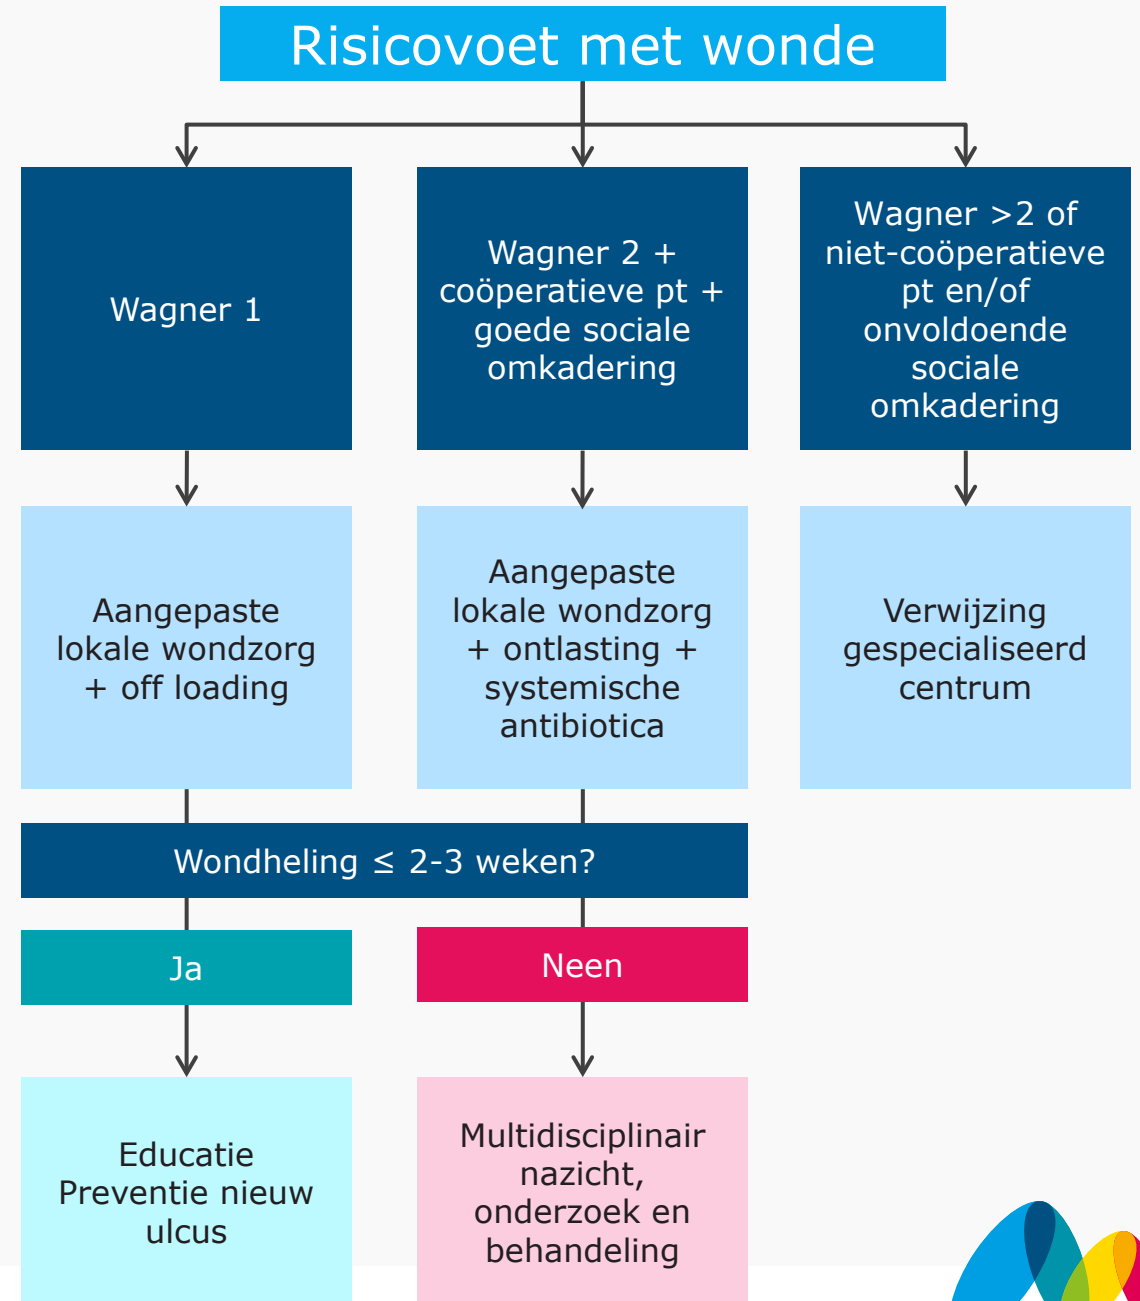 Risicovoet met wonde
Wagner 1
Wagner 2 +
coöperatieve pt +
goede sociale
omkadering
Wagner >2 of
niet-coöperatieve
pt en/of
onvoldoende
sociale
omkadering
Aangepaste
lokale wondzorg
+ off loading
Aangepaste
lokale wondzorg
+ ontlasting +
systemische
antibiotica
Verwijzing
gespecialiseerd
centrum
Wondheling ≤ 2-3 weken?
Ja
Neen
Educatie
Preventie nieuw
ulcus
Multidisciplinair
nazicht,
onderzoek en
behandeling